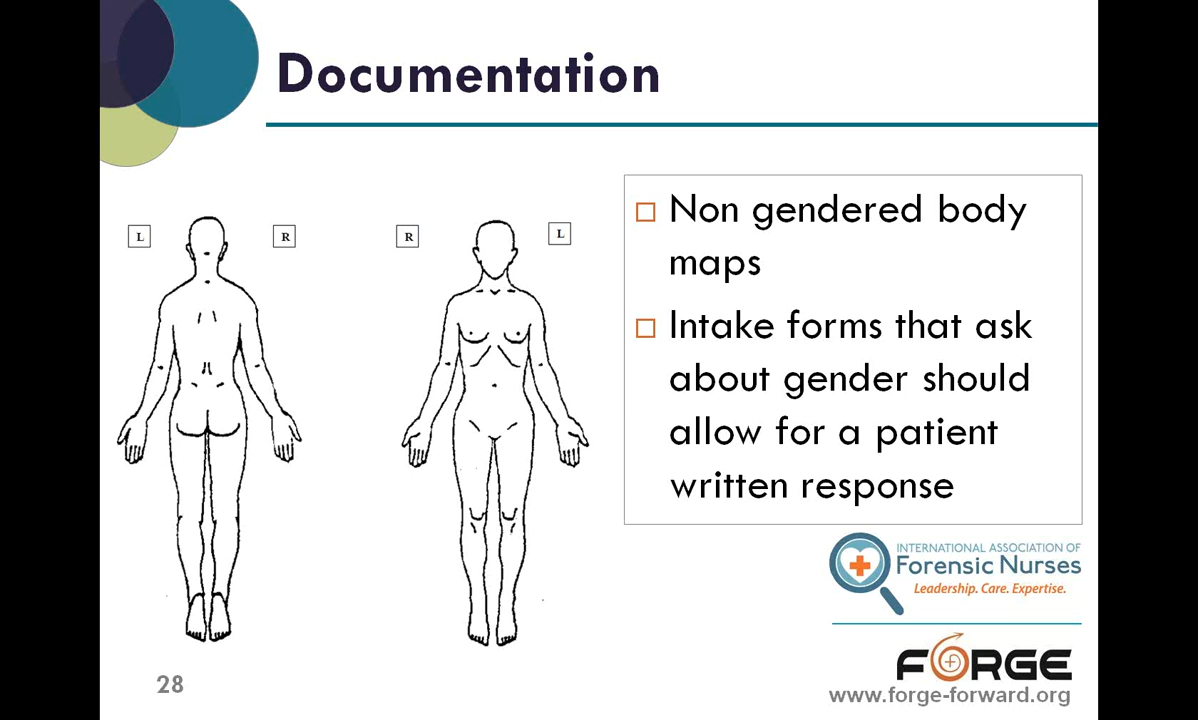 Documentation
L
R
R
L
Non gendered body
maps
Intake forms that ask
about gender should
allow for a patient
written response
INTERNATIONAL ASSOCIATION OF
Forensic Nurses
Leadership. Care. Expertise.
FORGE
www.forge-forward.org
28